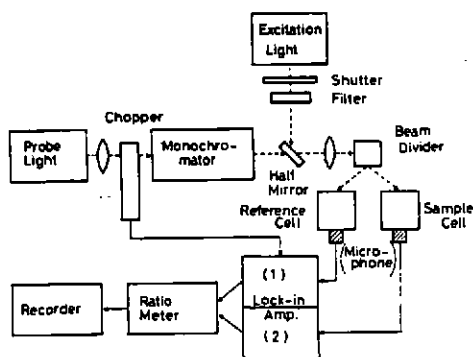 Excitation
Light
Shutter
Filter
Chopper
Probe
Light
Monochro-
mator
Half
Mirror
Beam
Divider
Reference
Cell
Sample
Cell
(Micro-
phone)
(1)
Lock-in
Amp.
(2)
Ratio
Meter
Recorder